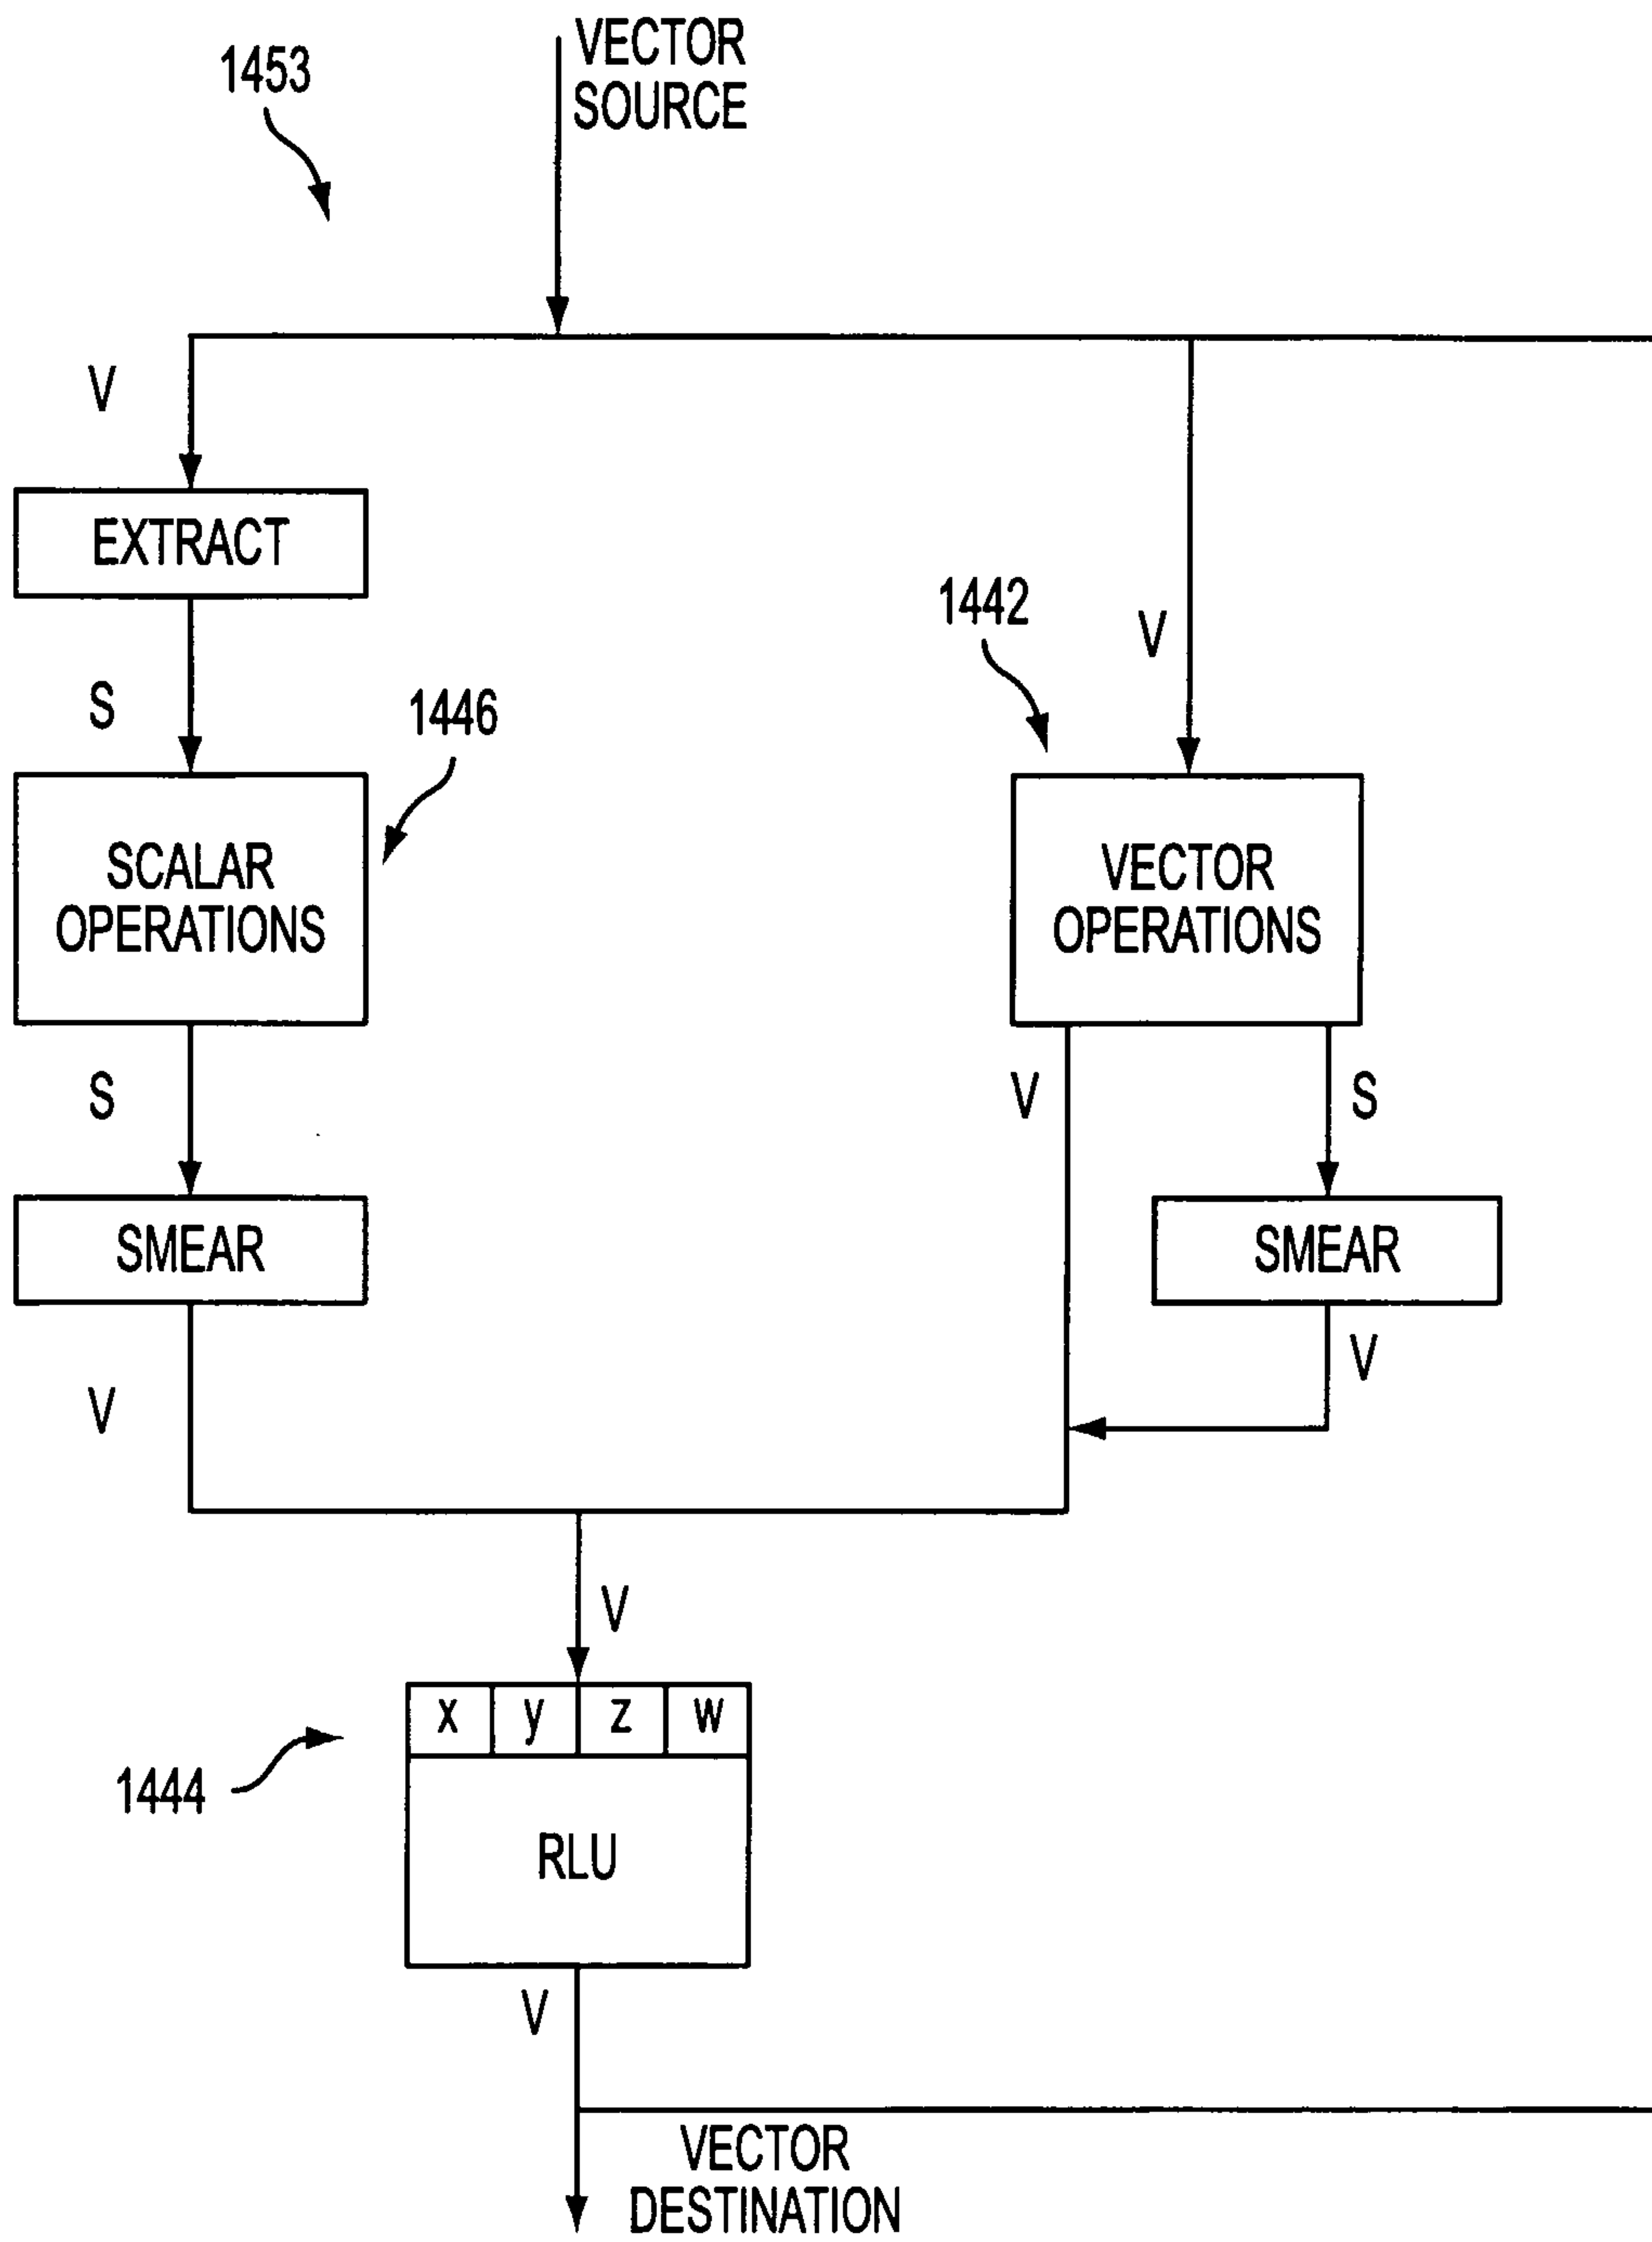 VECTOR
SOURCE
1453
V
EXTRACT
1442
V
S
1446
SCALAR
OPERATIONS
VECTOR
OPERATIONS
S
V
S
SMEAR
SMEAR
V
V
V
x y z w
1444
RLU
V
VECTOR
DESTINATION